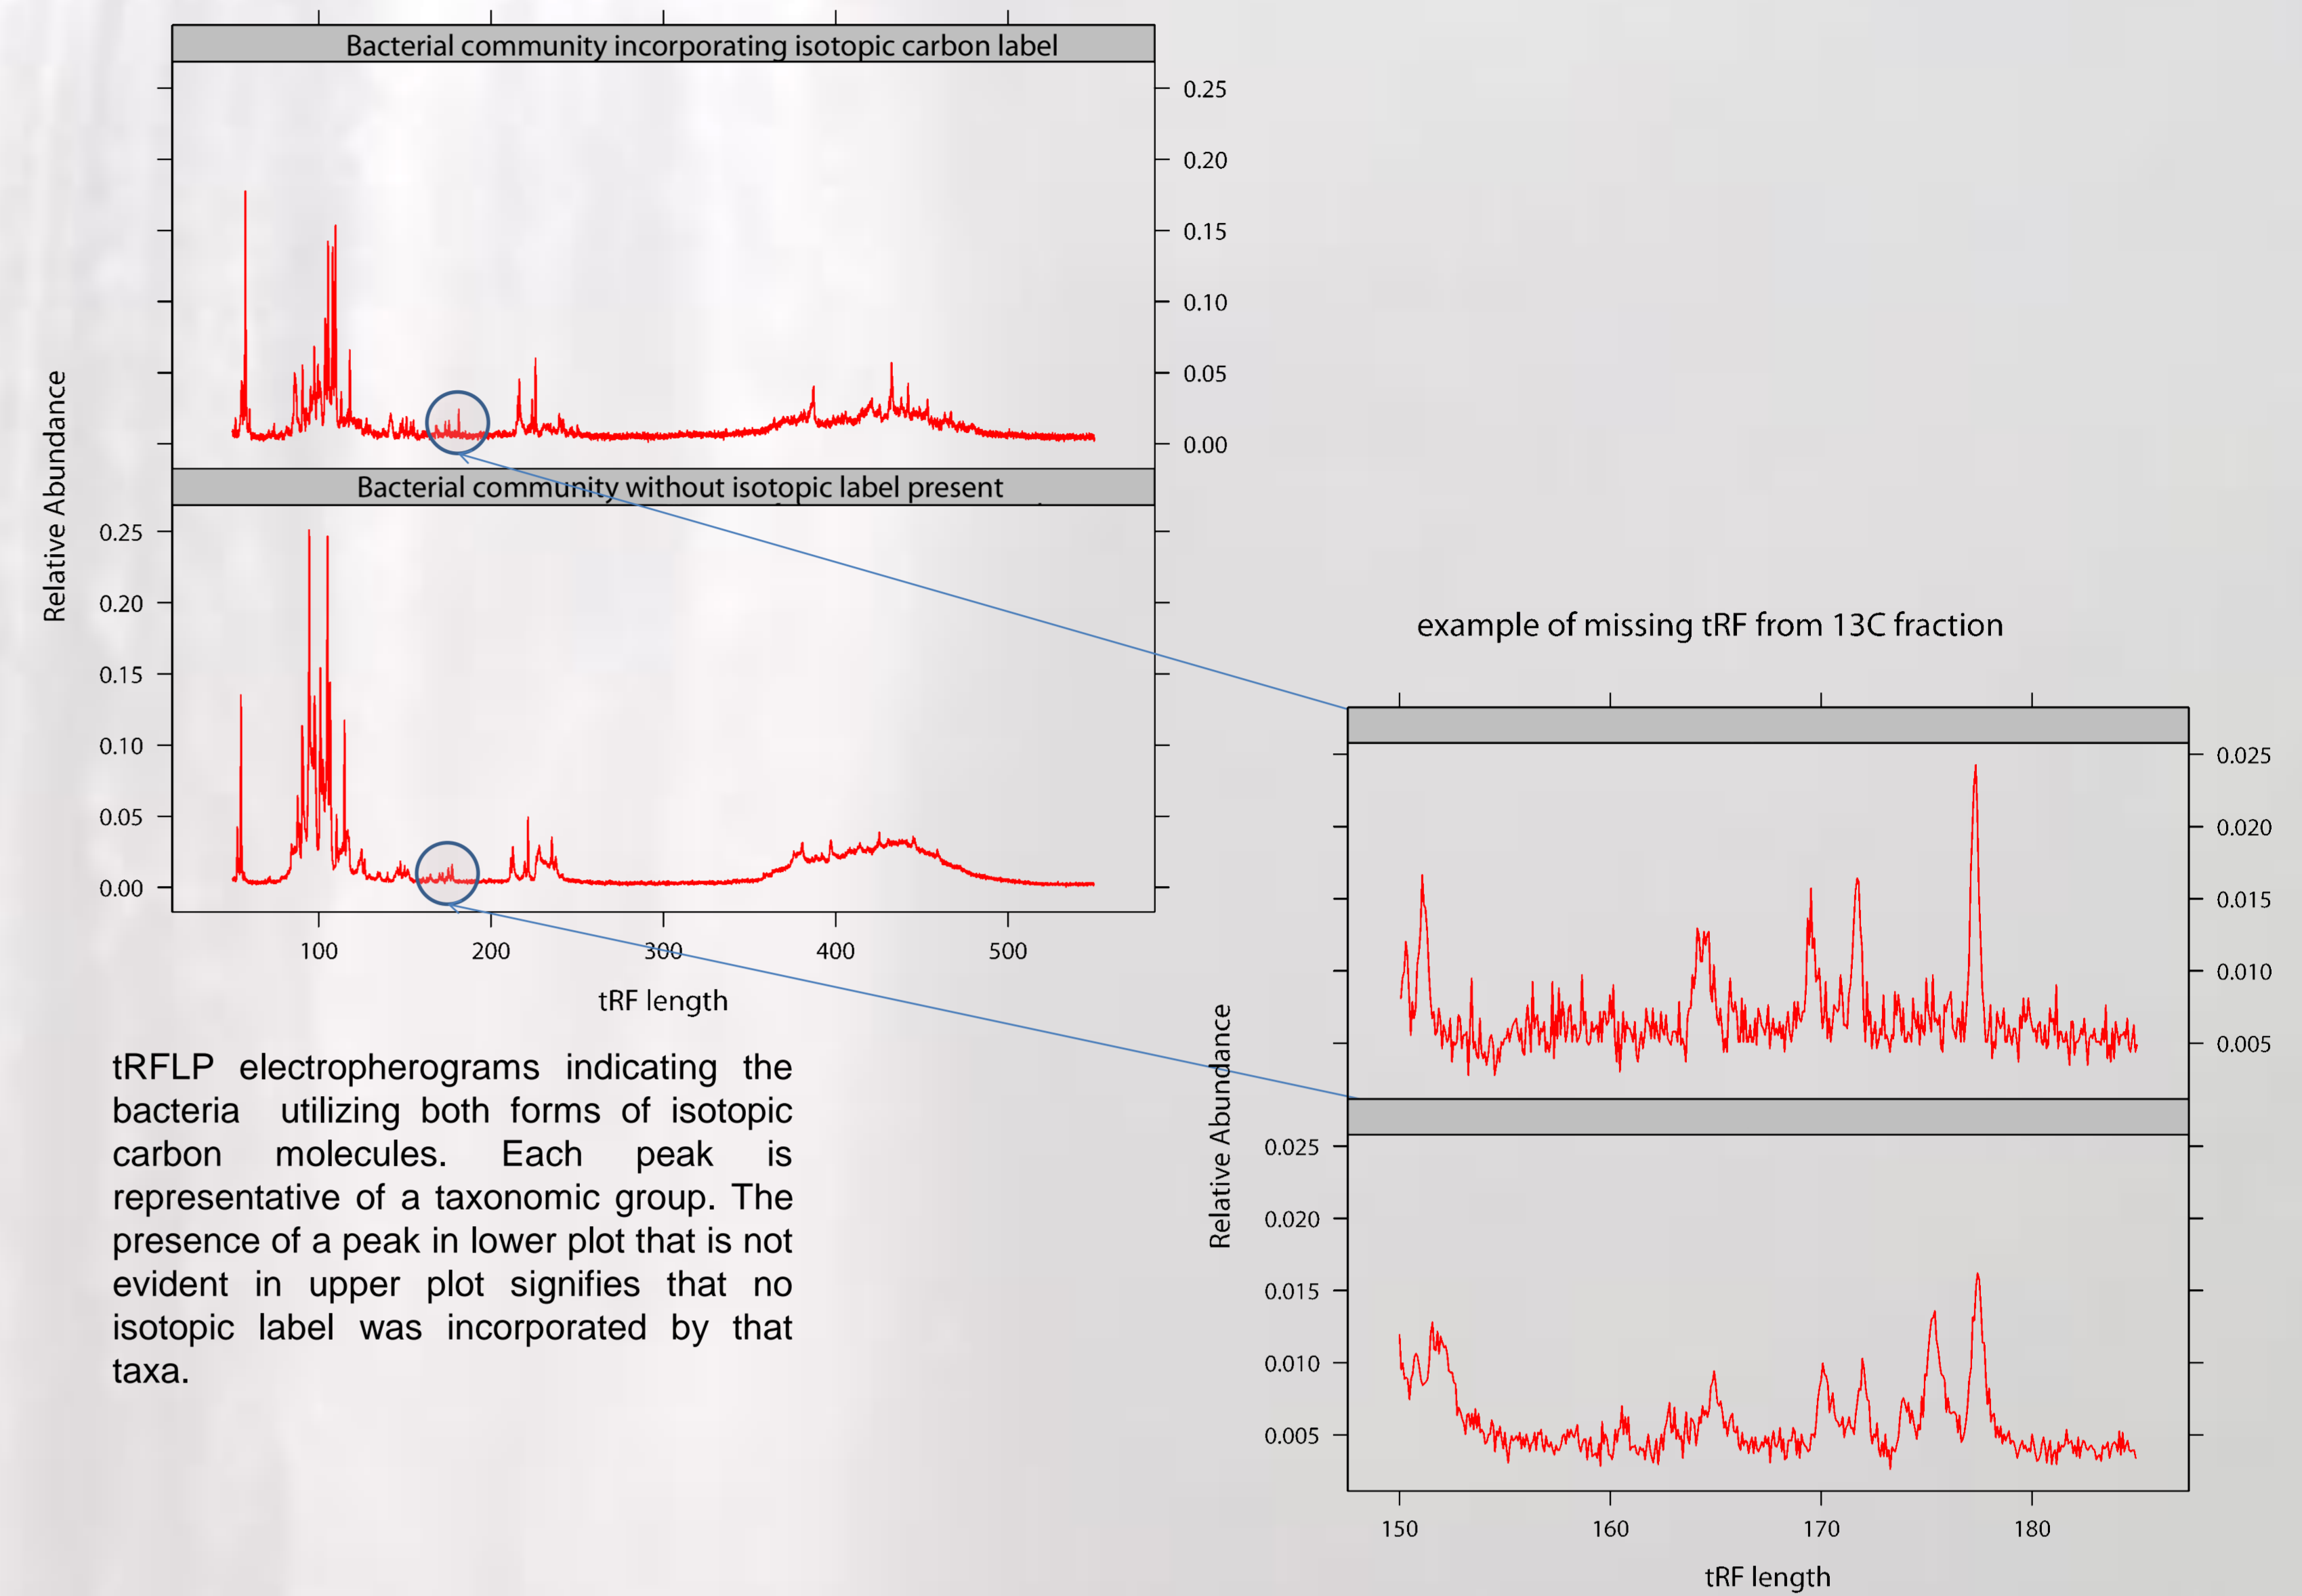 Bacterial community incorporating isotopic carbon label
0.25
0.20
0.15
0.10
0.05
0.00
Relative Abundance
Bacterial community without isotopic label present
0.25
0.20
0.15
0.10
0.05
0.00
100 200 300 400 500
tRF length
tRFLP electropherograms indicating the
bacteria utilizing both forms of isotopic
carbon molecules. Each peak is
representative of a taxonomic group. The
presence of a peak in lower plot that is not
evident in upper plot signifies that no
isotopic label was incorporated by that
taxa.
example of missing tRF from 13C fraction
0.025
0.020
0.015
0.010
0.005
Relative Abundance
0.025
0.020
0.015
0.010
0.005
150 160 170 180
tRF length